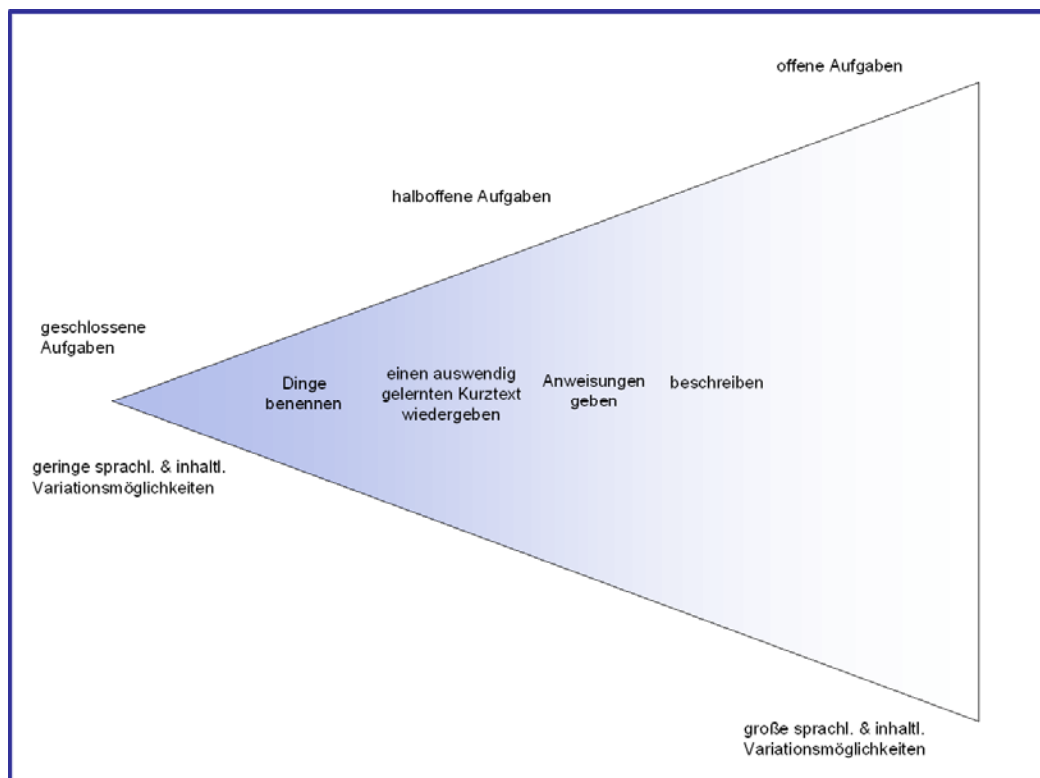 offene Aufgaben
halboffene Aufgaben
geschlossene
Aufgaben
Dinge
benennen
einen auswendig
gelernten Kurztext
wiedergeben
Anweisungen
geben
beschreiben
geringe sprachl. & inhaltl.
Variationsmöglichkeiten
große sprachl. & inhaltl.
Variationsmöglichkeiten